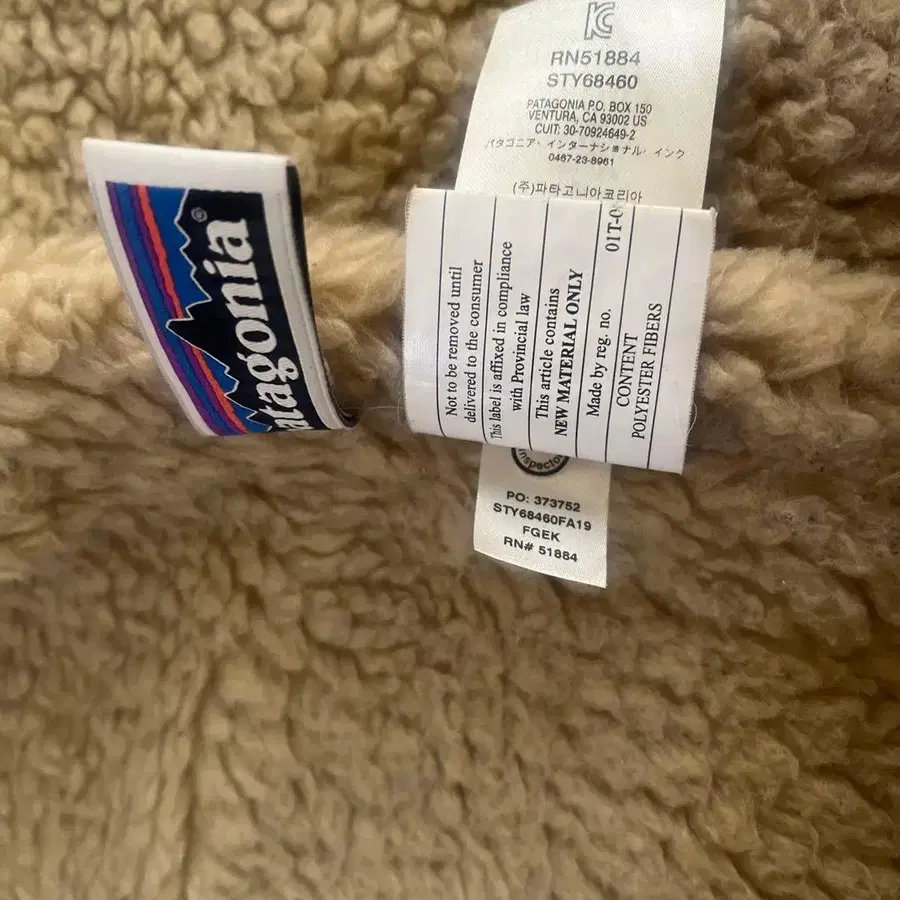 patagonia®
RN51884
STY68460
PATAGONIA P.O. BOX 150
VENTURA, CA 93002 US
CUIT: 30-70924649-2
パタゴニア・インターナショナル・インク
0467-23-8961
(주)파타고니아코리아
Not to be removed until
delivered to the consumer
This label is affixed in compliance
with Provincial law
This article contains
NEW MATERIAL ONLY
Made by reg. no. 01T-0
CONTENT
POLYESTER FIBERS
Inspector
PO: 373752
STY68460FA19
FGEK
RN# 51884